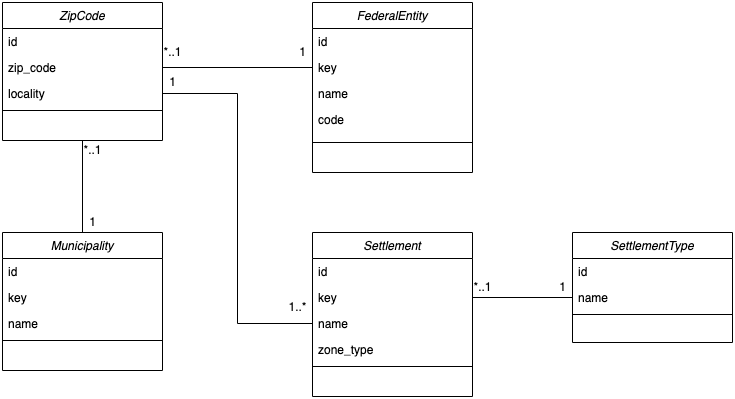 ZipCode
id
zip_code
locality
*..1
1
1
FederalEntity
id
key
name
code
*..1
1
Municipality
id
key
name
1..*
Settlement
id
key
name
zone_type
*..1
1
SettlementType
id
name